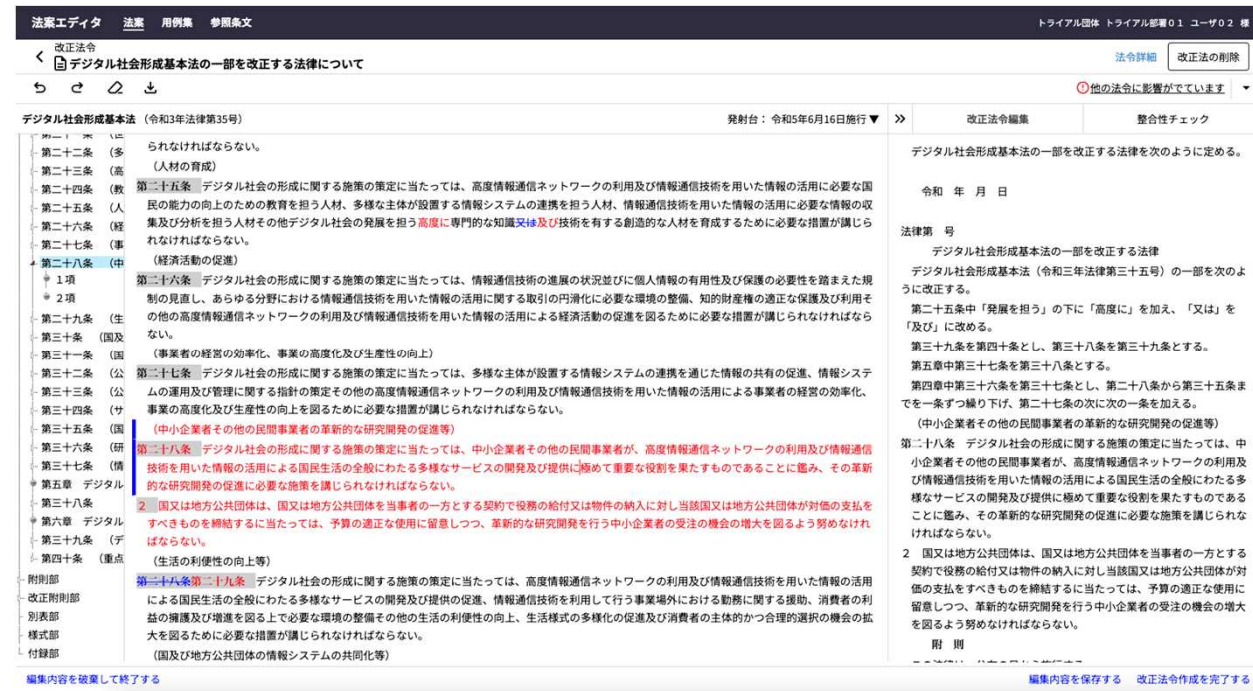 法案エディタ 法案 用例集 参照条文 トライアル団体 トライアル部署01 ユーザ02 様
改正法令
デジタル社会形成基本法の一部を改正する法律について 法令詳細 改正法の削除
他の法令に影響がでています
デジタル社会形成基本法 (令和3年法律第35号) 発射台: 令和5年6月16日施行▼
第二十二条 (多
第二十三条 (高
第二十四条 (教
第二十五条 (人
第二十六条 (経
第二十七条 (事
第二十八条 (中
1項
2項
第二十九条 (生
第三十条 (国及
第三十一条 (国
第三十二条 (公
第三十三条 (公
第三十四条 (サ
第三十五条 (国
第三十六条 (研
第三十七条 (情
第五章 デジタル
第三十八条
第六章 デジタル
第三十九条 (デ
第四十条 (重点
附則部
改正附則部
別表部
様式部
付録部
られなければならない。
(人材の育成)
第二十五条 デジタル社会の形成に関する施策の策定に当たっては、高度情報通信ネットワークの利用及び情報通信技術を用いた情報の活用に必要な国
民の能力の向上のための教育を担う人材、多様な主体が設置する情報システムの連携を担う人材、情報通信技術を用いた情報の活用に必要な情報の収
集及び分析を担う人材その他デジタル社会の発展を担う高度に専門的な知識又は及び技術を有する創造的な人材を育成するために必要な措置が講じら
れなければならない。
(経済活動の促進)
第二十六条 デジタル社会の形成に関する施策の策定に当たっては、情報通信技術の進展の状況並びに個人情報の有用性及び保護の必要性を踏まえた規
制の見直し、あらゆる分野における情報通信技術を用いた情報の活用に関する取引の円滑化に必要な環境の整備、知的財産権の適正な保護及び利用そ
の他の高度情報通信ネットワークの利用及び情報通信技術を用いた情報の活用による経済活動の促進を図るために必要な措置が講じられなければなら
ない。
(事業者の経営の効率化、事業の高度化及び生産性の向上)
第二十七条 デジタル社会の形成に関する施策の策定に当たっては、多様な主体が設置する情報システムの連携を通じた情報の共有の促進、情報システ
ムの運用及び管理に関する指針の策定その他の高度情報通信ネットワークの利用及び情報通信技術を用いた情報の活用による事業者の経営の効率化、
事業の高度化及び生産性の向上を図るために必要な措置が講じられなければならない。
(中小企業者その他の民間事業者の革新的な研究開発の促進等)
第二十八条 デジタル社会の形成に関する施策の策定に当たっては、中小企業者その他の民間事業者が、高度情報通信ネットワークの利用及び情報通信
技術を用いた情報の活用による国民生活の全般にわたる多様なサービスの開発及び提供に極めて重要な役割を果たすものであることに鑑み、その革新
的な研究開発の促進に必要な施策を講じられなければならない。
2 国又は地方公共団体は、国又は地方公共団体を当事者の一方とする契約で役務の給付又は物件の納入に対し当該国又は地方公共団体が対価の支払を
すべきものを締結するに当たっては、予算の適正な使用に留意しつつ、革新的な研究開発を行う中小企業者の受注の機会の増大を図るよう努めなけれ
ばならない。
(生活の利便性の向上等)
第二十八条第二十九条 デジタル社会の形成に関する施策の策定に当たっては、高度情報通信ネットワークの利用及び情報通信技術を用いた情報の活用
による国民生活の全般にわたる多様なサービスの開発及び提供の促進、情報通信技術を利用して行う事業場外における勤務に関する援助、消費者の利
益の擁護及び増進を図る上で必要な環境の整備その他の生活の利便性の向上、生活様式の多様化の促進及び消費者の主体的かつ合理的選択の機会の拡
大を図るために必要な措置が講じられなければならない。
(国及び地方公共団体の情報システムの共同化等)
改正法令編集 整合性チェック
デジタル社会形成基本法の一部を改正する法律を次のように定める。
令和 年 月 日
法律第 号
デジタル社会形成基本法の一部を改正する法律
デジタル社会形成基本法(令和三年法律第三十五号)の一部を次のよ
うに改正する。
第二十五条中「発展を担う」の下に「高度に」を加え、「又は」を
「及び」に改める。
第三十九条を第四十条とし、第三十八条を第三十九条とする。
第五章中第三十七条を第三十八条とする。
第四章中第三十六条を第三十七条とし、第二十八条から第三十五条ま
でを一条ずつ繰り下げ、第二十七条の次に次の一条を加える。
(中小企業者その他の民間事業者の革新的な研究開発の促進等)
第二十八条 デジタル社会の形成に関する施策の策定に当たっては、中
小企業者その他の民間事業者が、高度情報通信ネットワークの利用及
び情報通信技術を用いた情報の活用による国民生活の全般にわたる多
様なサービスの開発及び提供に極めて重要な役割を果たすものである
ことに鑑み、その革新的な研究開発の促進に必要な施策を講じられな
ければならない。
2 国又は地方公共団体は、国又は地方公共団体を当事者の一方とする
契約で役務の給付又は物件の納入に対し当該国又は地方公共団体が対
価の支払をすべきものを締結するに当たっては、予算の適正な使用に
留意しつつ、革新的な研究開発を行う中小企業者の受注の機会の増大
を図るよう努めなければならない。
附 則
編集内容を破棄して終了する 編集内容を保存する 改正法令作成を完了する